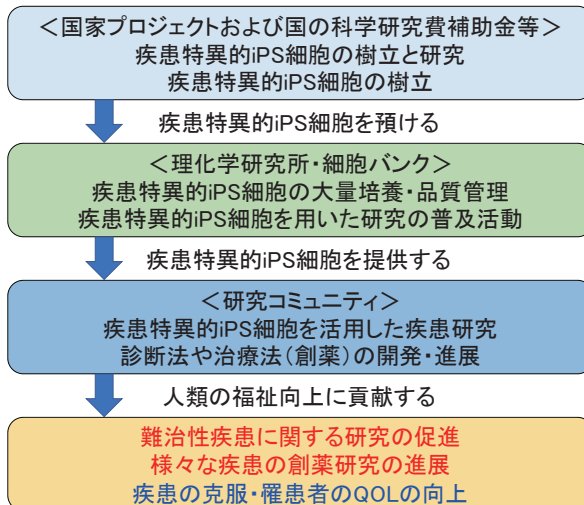 ＜国家プロジェクトおよび国の科学研究費補助金等＞
疾患特異的iPS細胞の樹立と研究
疾患特異的iPS細胞の樹立
疾患特異的iPS細胞を預ける
＜理化学研究所・細胞バンク＞
疾患特異的iPS細胞の大量培養・品質管理
疾患特異的iPS細胞を用いた研究の普及活動
疾患特異的iPS細胞を提供する
＜研究コミュニティ＞
疾患特異的iPS細胞を活用した疾患研究
診断法や治療法（創薬）の開発・進展
人類の福祉向上に貢献する
難治性疾患に関する研究の促進
様々な疾患の創薬研究の進展
疾患の克服・罹患者のQOLの向上